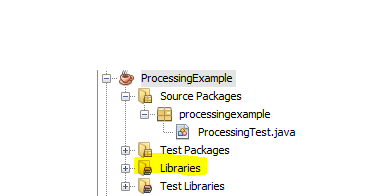 ProcessingExample
Source Packages
processingexample
ProcessingTest.java
Test Packages
Libraries
Test Libraries